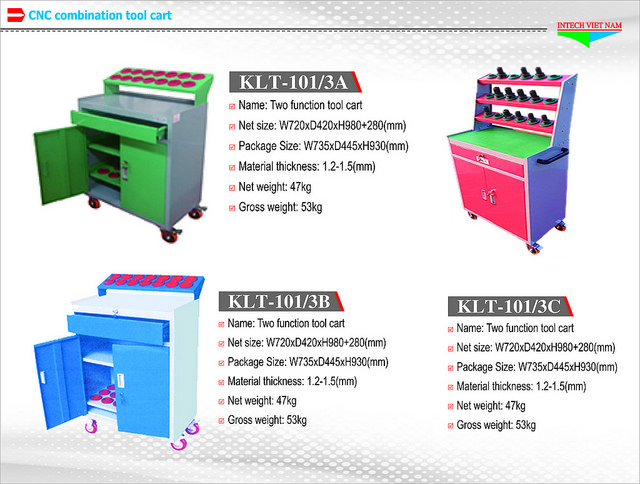 CNC combination tool cart
INTECH VIET NAM
KLT-101/3A
Name: Two function tool cart
Net size: W720xD420xH980+280(mm)
Package Size: W735xD445xH930(mm)
Material thickness: 1.2-1.5(mm)
Net weight: 47kg
Gross weight: 53kg
KLT-101/3B
Name: Two function tool cart
Net size: W720xD420xH980+280(mm)
Package Size: W735xD445xH930(mm)
Material thickness: 1.2-1.5(mm)
Net weight: 47kg
Gross weight: 53kg
KLT-101/3C
Name: Two function tool cart
Net size: W720xD420xH980+280(mm)
Package Size: W735xD445xH930(mm)
Material thickness: 1.2-1.5(mm)
Net weight: 47kg
Gross weight: 53kg